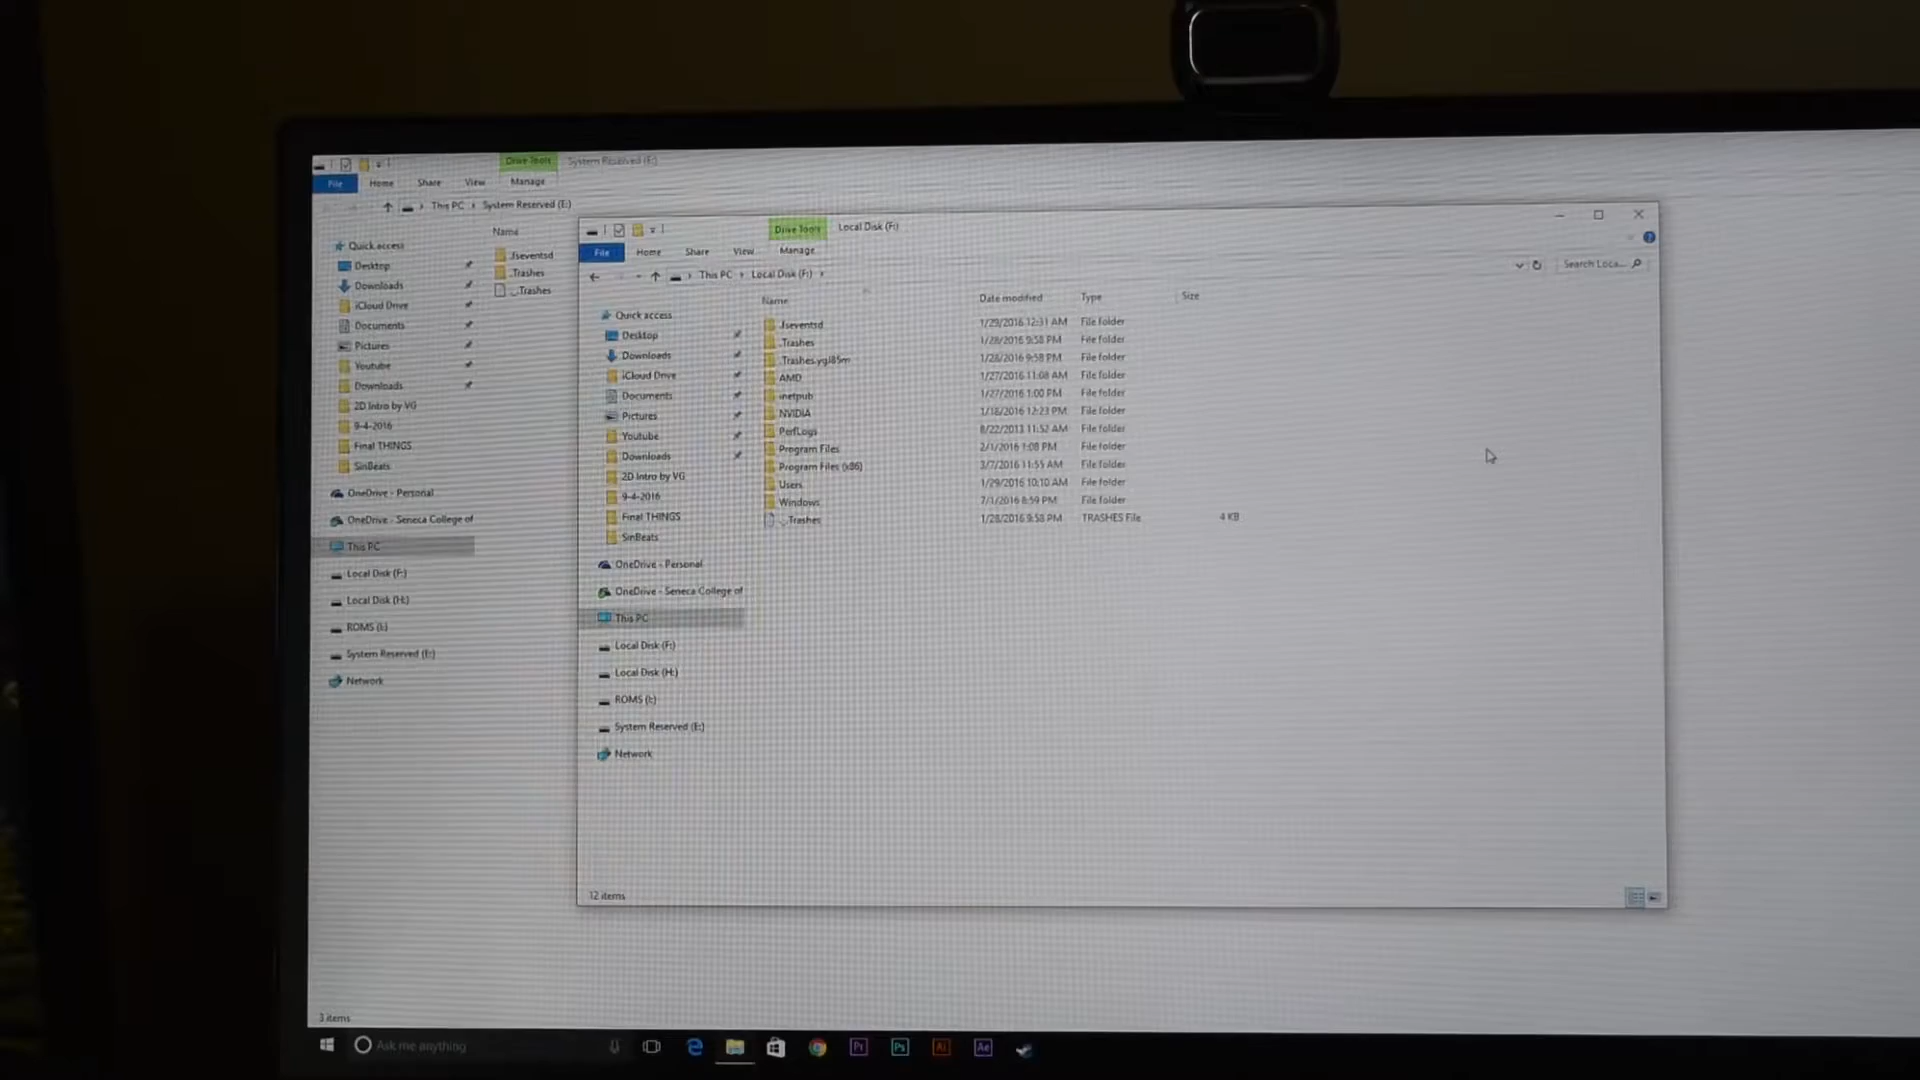 Drive Tools System Reserved (E:)
File Home Share View Manage
This PC › System Reserved (E:)
Name
Quick access
Desktop
Downloads
iCloud Drive
Documents
Pictures
Youtube
Downloads
2D Intro by VG
9-4-2016
Final THINGS
SinBeats
OneDrive - Personal
OneDrive - Seneca College of
This PC
Local Disk (F:)
Local Disk (H:)
ROMS (I:)
System Reserved (E:)
Network
.fseventsd
.Trashes
._.Trashes
3 items
Drive Tools Local Disk (F:)
File Home Share View Manage
This PC › Local Disk (F:) ›
Search Loca...
Quick access
Desktop
Downloads
iCloud Drive
Documents
Pictures
Youtube
Downloads
2D Intro by VG
9-4-2016
Final THINGS
SinBeats
OneDrive - Personal
OneDrive - Seneca College of
This PC
Local Disk (F:)
Local Disk (H:)
ROMS (I:)
System Reserved (E:)
Network
Name Date modified Type Size
.fseventsd 1/29/2016 12:31 AM File folder
.Trashes 1/28/2016 9:58 PM File folder
.Trashes.ygJ85m 1/28/2016 9:58 PM File folder
AMD 1/27/2016 11:08 AM File folder
inetpub 1/27/2016 1:00 PM File folder
NVIDIA 1/18/2016 12:23 PM File folder
PerfLogs 8/22/2013 11:52 AM File folder
Program Files 2/1/2016 1:08 PM File folder
Program Files (x86) 3/7/2016 11:55 AM File folder
Users 1/29/2016 10:10 AM File folder
Windows 7/1/2016 8:59 PM File folder
._.Trashes 1/28/2016 9:58 PM TRASHES File 4 KB
12 items
Ask me anything
Pr
Ps
Ai
Ae